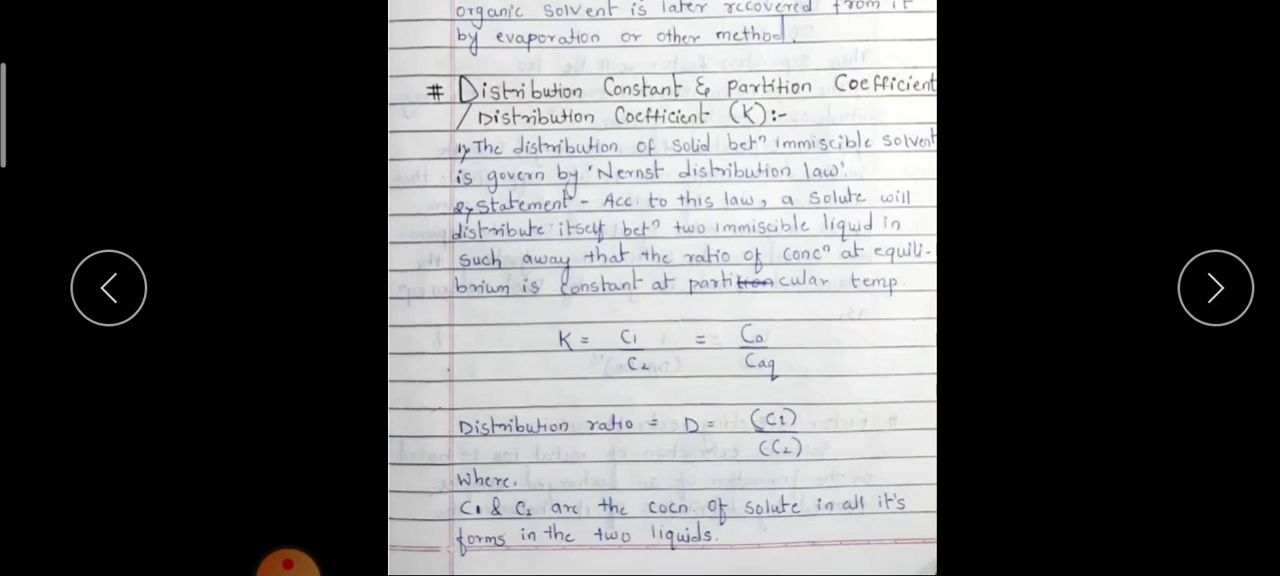 organic solvent is later recovered from it
by evaporation or other method.
# Distribution Constant & partition Coefficient
/ Distribution Coefficient (K):-
1) The distribution of solid betⁿ immiscible solvent
is govern by 'Nernst distribution law'.
2) Statement - Acc. to this law, a solute will
distribute itself betⁿ two immiscible liquid in
such away that the ratio of concⁿ at equili-
brium is constant at particular temp.
K = C₁/C₂ = C₀/Caq
Distribution ratio = D = (C₁)/(C₂)
Where,
C₁ & C₂ are the cocn of solute in all it's
forms in the two liquids.